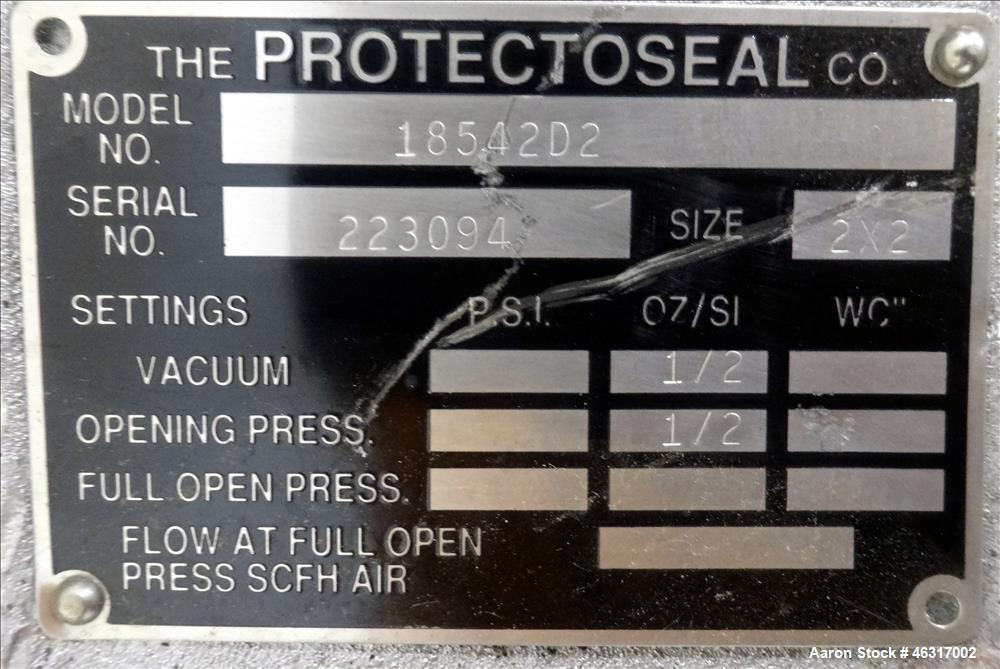 THE PROTECTOSEAL CO.
MODEL NO. 18542D2
SERIAL NO. 223094 SIZE 2X2
SETTINGS P.S.I. OZ/SI WC"
VACUUM 1/2
OPENING PRESS. 1/2
FULL OPEN PRESS.
FLOW AT FULL OPEN
PRESS SCFH AIR
Aaron Stock # 46317002